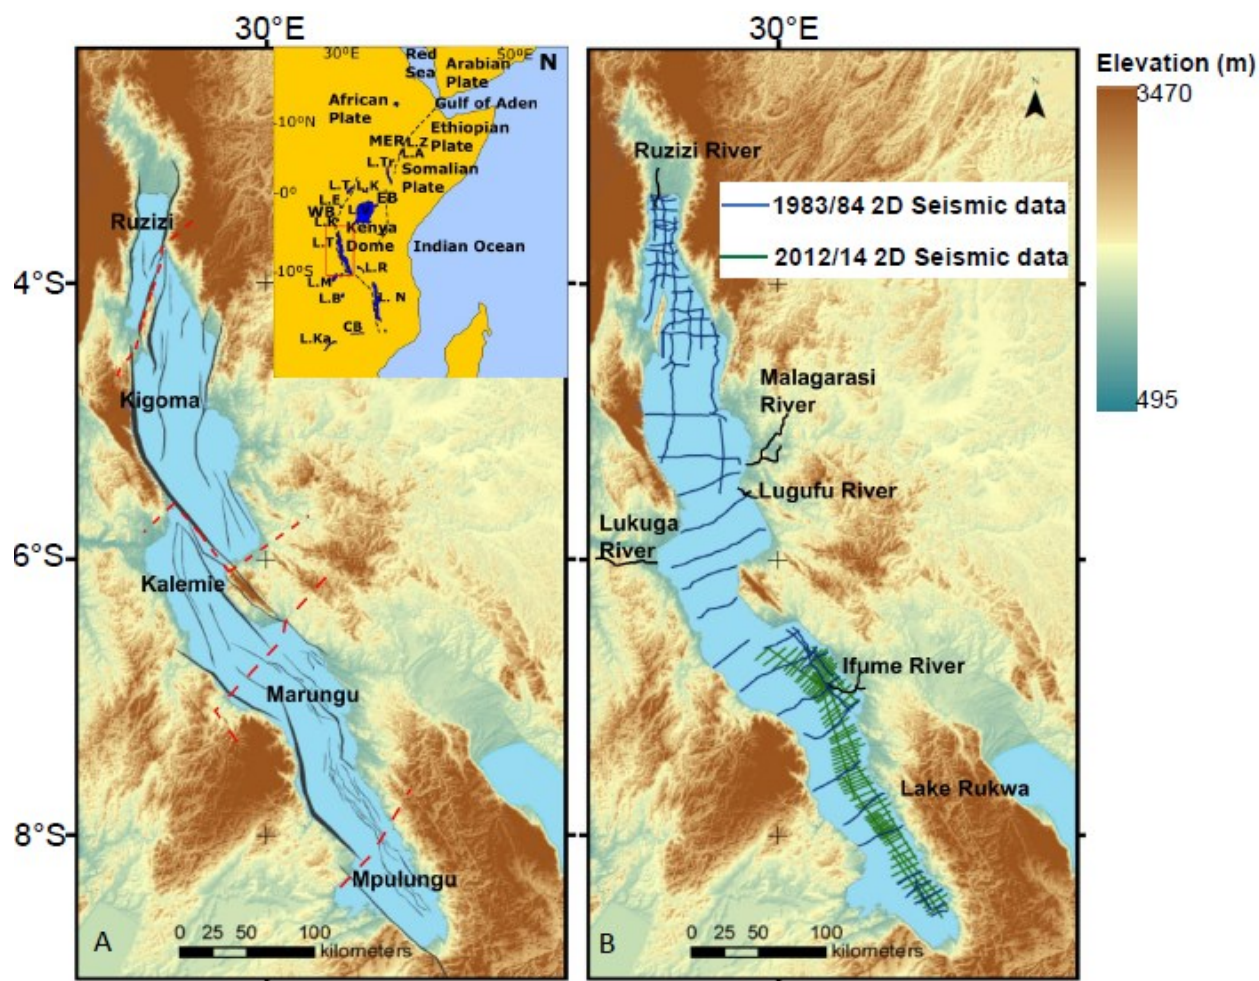 30°E
30°E
Elevation (m)
3470
495
4°S
6°S
8°S
Ruzizi
Kigoma
Kalemie
Marungu
Mpulungu
A
0 25 50 100
kilometers
30°E
Red
Sea
50°E
N
Arabian
Plate
African
Plate
Gulf of Aden
10°N
Ethiopian
Plate
MER
L.Z
L.A
L.Tr
Somalian
Plate
L.T
L.K
0°
L.E
EB
WB
L.K
Kenya
Dome
L.T
Indian Ocean
10°S
L.R
L.M
L.B
L. N
CB
L.Ka
N
Ruzizi River
1983/84 2D Seismic data
2012/14 2D Seismic data
Malagarasi
River
Lugufu River
Lukuga
River
Ifume River
Lake Rukwa
B
0 25 50 100
kilometers